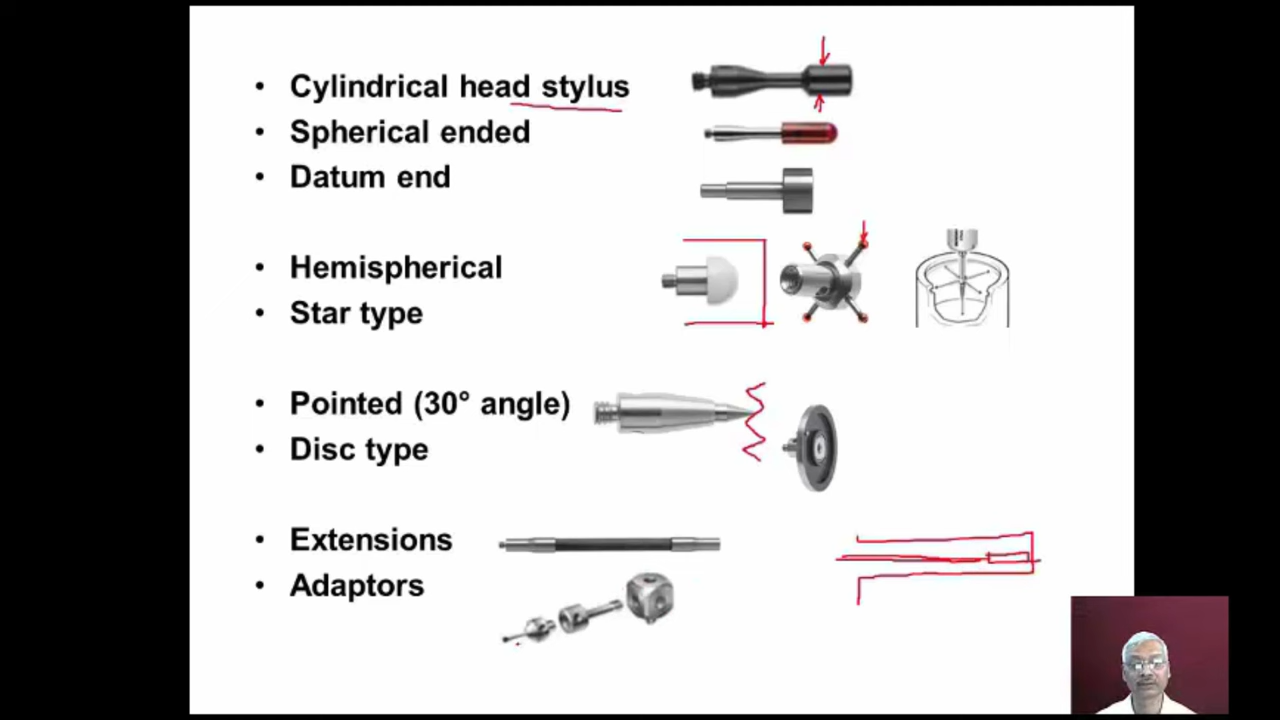 • Cylindrical head stylus
• Spherical ended
• Datum end
• Hemispherical
• Star type
• Pointed (30° angle)
• Disc type
• Extensions
• Adaptors